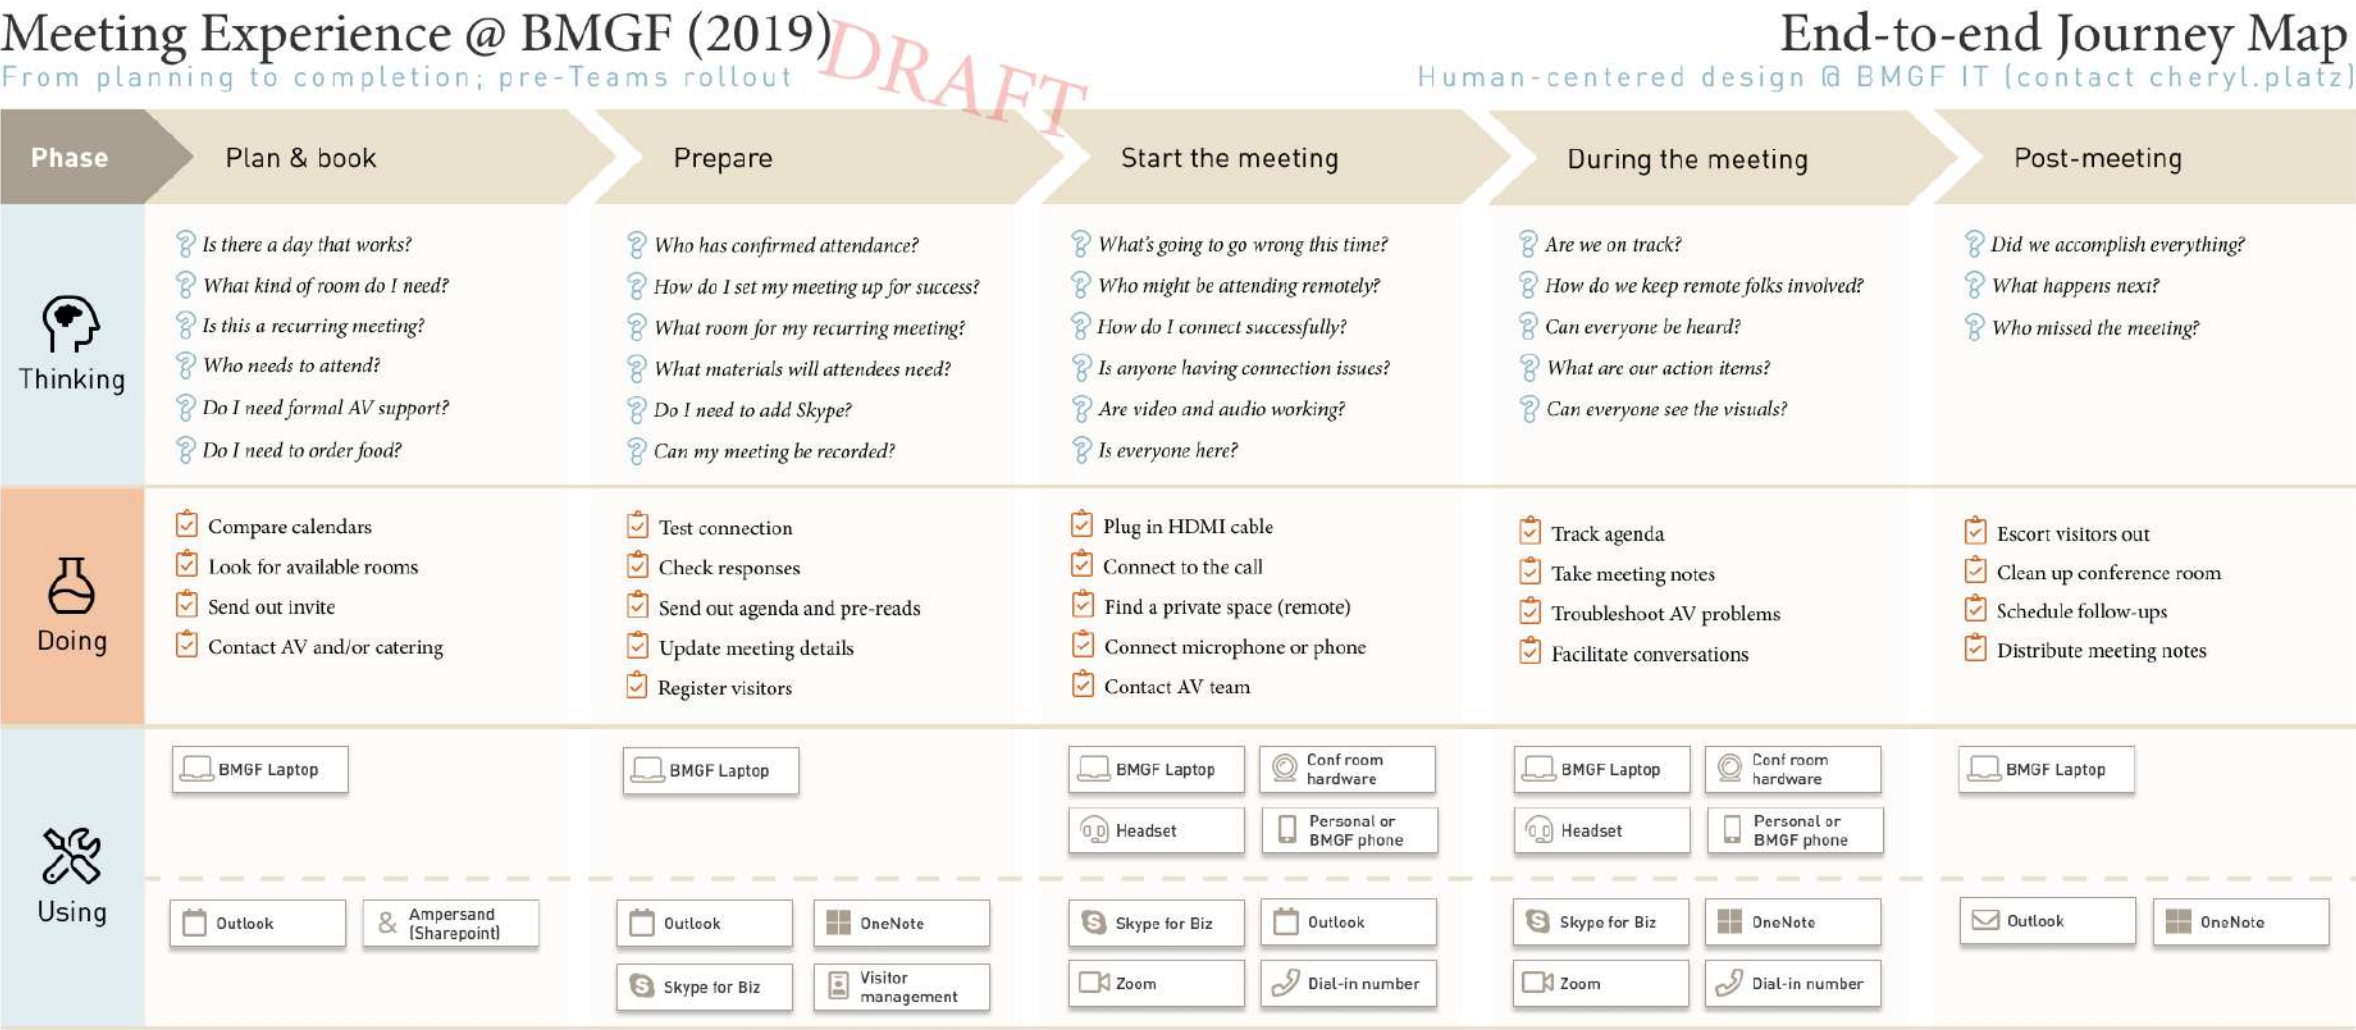 Meeting Experience @ BMGF (2019)
From planning to completion; pre-Teams rollout
DRAFT
End-to-end Journey Map
Human-centered design @ BMGF IT (contact cheryl.platz)
Phase
Plan & book
Prepare
Start the meeting
During the meeting
Post-meeting
Thinking
Is there a day that works?
What kind of room do I need?
Is this a recurring meeting?
Who needs to attend?
Do I need formal AV support?
Do I need to order food?
Who has confirmed attendance?
How do I set my meeting up for success?
What room for my recurring meeting?
What materials will attendees need?
Do I need to add Skype?
Can my meeting be recorded?
What's going to go wrong this time?
Who might be attending remotely?
How do I connect successfully?
Is anyone having connection issues?
Are video and audio working?
Is everyone here?
Are we on track?
How do we keep remote folks involved?
Can everyone be heard?
What are our action items?
Can everyone see the visuals?
Did we accomplish everything?
What happens next?
Who missed the meeting?
Doing
Compare calendars
Look for available rooms
Send out invite
Contact AV and/or catering
Test connection
Check responses
Send out agenda and pre-reads
Update meeting details
Register visitors
Plug in HDMI cable
Connect to the call
Find a private space (remote)
Connect microphone or phone
Contact AV team
Track agenda
Take meeting notes
Troubleshoot AV problems
Facilitate conversations
Escort visitors out
Clean up conference room
Schedule follow-ups
Distribute meeting notes
Using
BMGF Laptop
BMGF Laptop
BMGF Laptop
Conf room
hardware
Headset
Personal or
BMGF phone
BMGF Laptop
Conf room
hardware
Headset
Personal or
BMGF phone
BMGF Laptop
Outlook
&
Ampersand
(Sharepoint)
Outlook
OneNote
Skype for Biz
Visitor
management
Skype for Biz
Outlook
Zoom
Dial-in number
Skype for Biz
OneNote
Zoom
Dial-in number
Outlook
OneNote